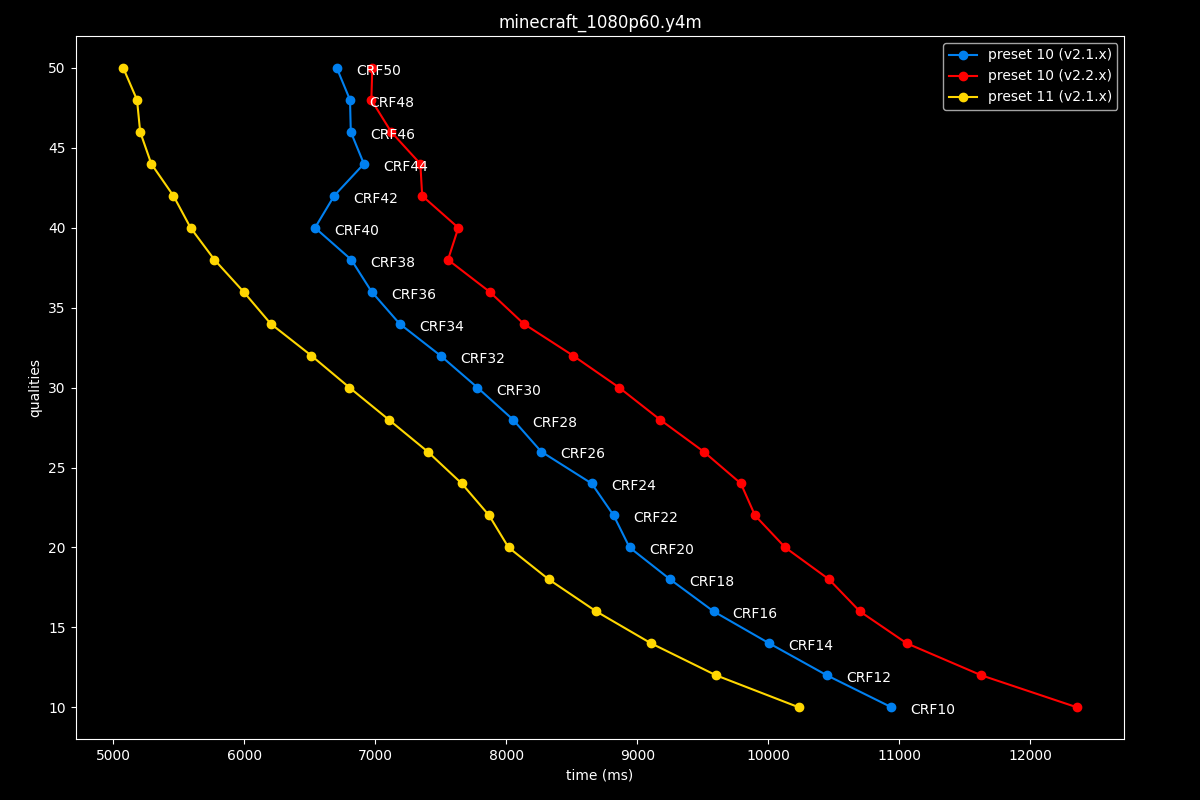 minecraft_1080p60.y4m
preset 10 (v2.1.x)
preset 10 (v2.2.x)
preset 11 (v2.1.x)
50
45
40
35
30
25
20
15
10
qualities
CRF50
CRF48
CRF46
CRF44
CRF42
CRF40
CRF38
CRF36
CRF34
CRF32
CRF30
CRF28
CRF26
CRF24
CRF22
CRF20
CRF18
CRF16
CRF14
CRF12
CRF10
5000 6000 7000 8000 9000 10000 11000 12000
time (ms)